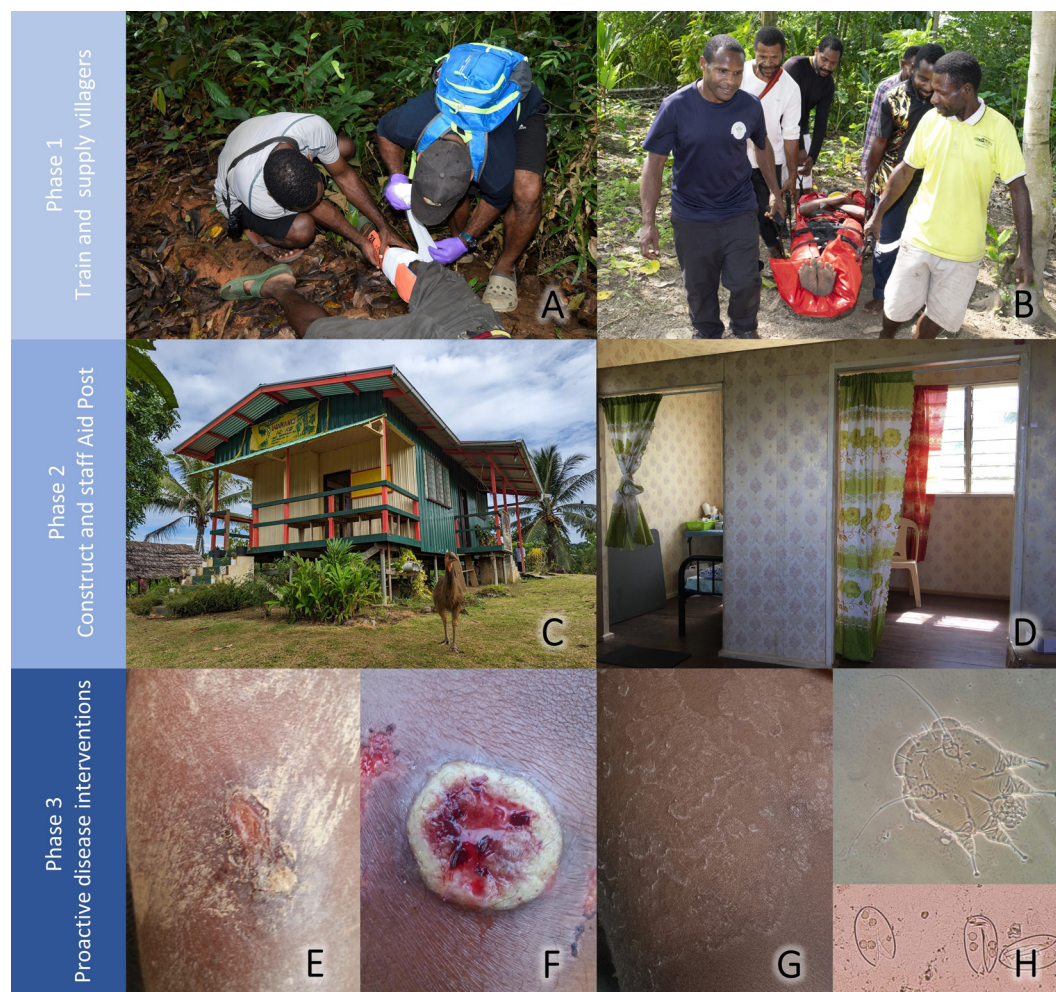 Phase 1
Train and supply villagers
A
B
Phase 2
Construct and staff Aid Post
C
D
Phase 3
Proactive disease interventions
E
F
G
H